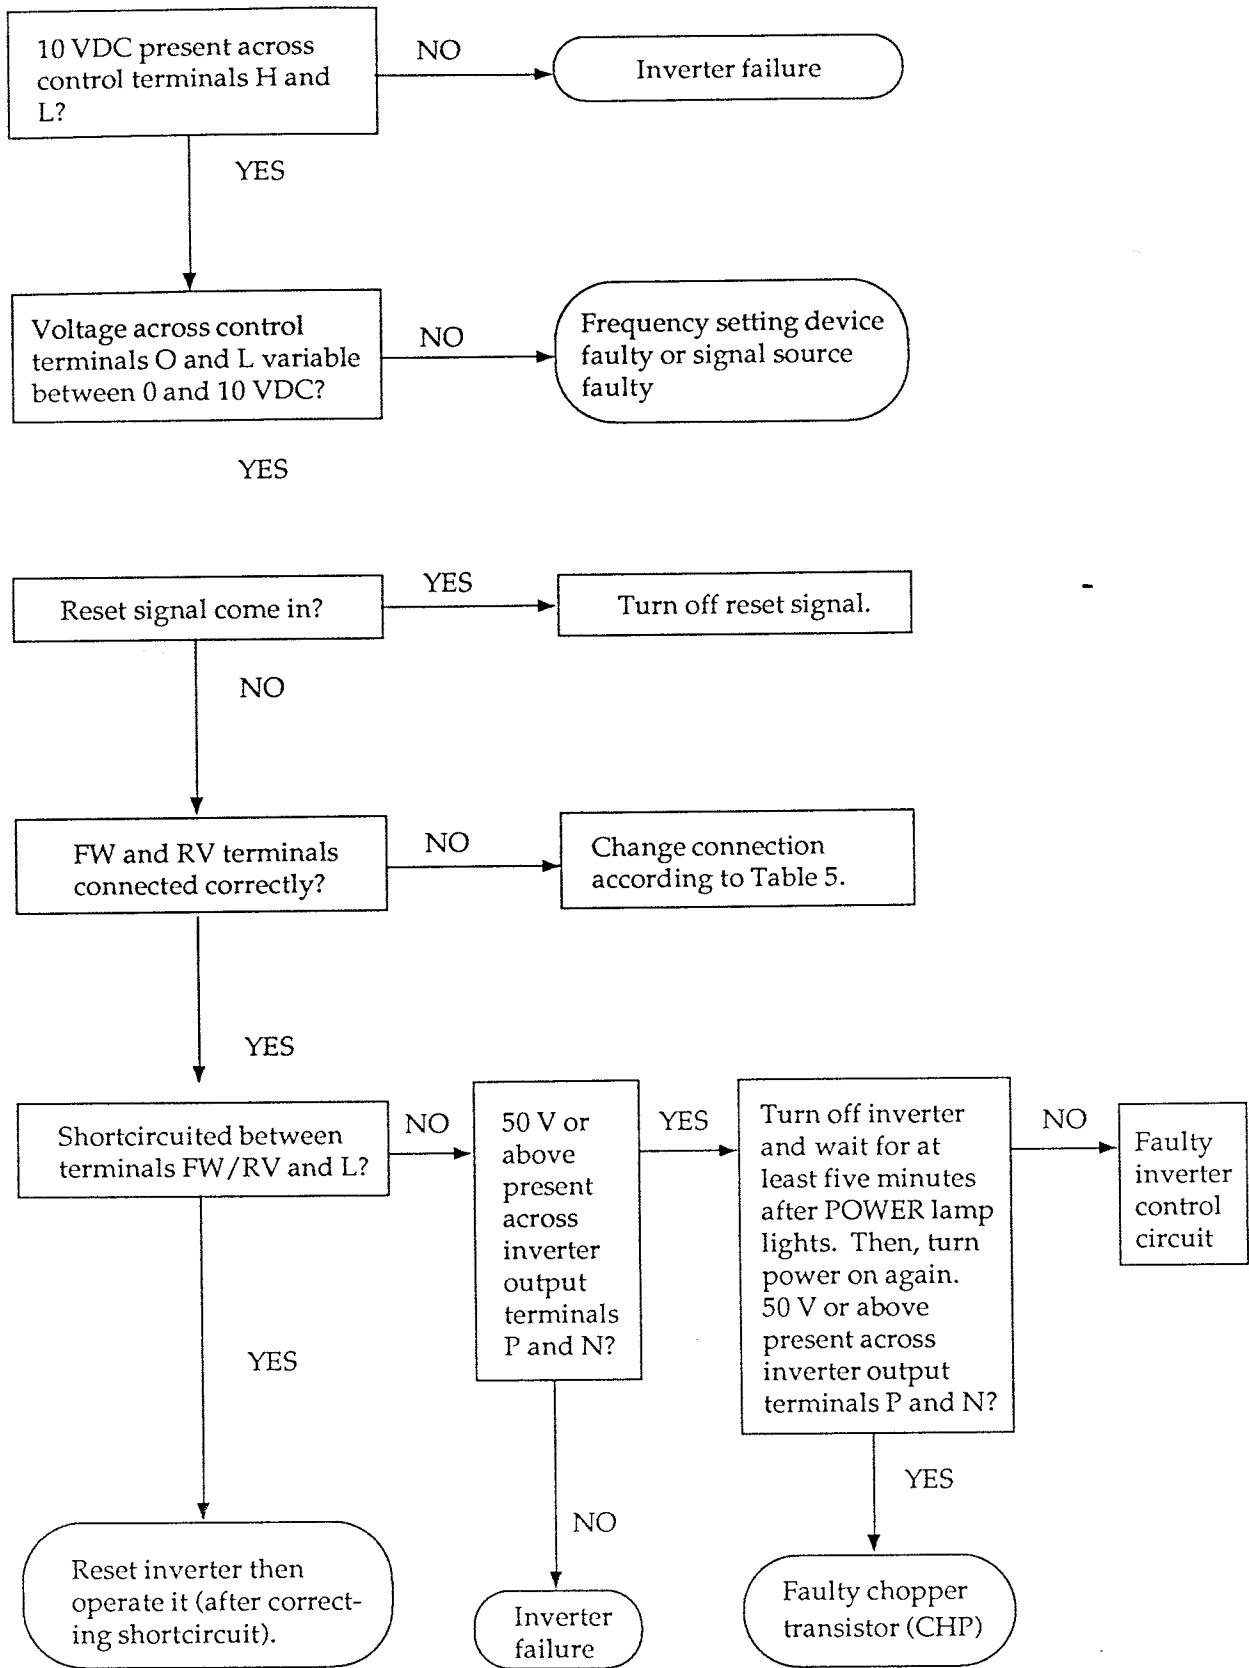 10 VDC present across
control terminals H and
L?
NO
Inverter failure
YES
Voltage across control
terminals O and L variable
between 0 and 10 VDC?
NO
Frequency setting device
faulty or signal source
faulty
YES
Reset signal come in?
YES
Turn off reset signal.
NO
FW and RV terminals
connected correctly?
NO
Change connection
according to Table 5.
YES
Shortcircuited between
terminals FW/RV and L?
NO
50 V or
above
present
across
inverter
output
terminals
P and N?
YES
Turn off inverter
and wait for at
least five minutes
after POWER lamp
lights. Then, turn
power on again.
50 V or above
present across
inverter output
terminals P and N?
NO
Faulty
inverter
control
circuit
YES
Reset inverter then
operate it (after correct-
ing shortcircuit).
NO
Inverter
failure
YES
Faulty chopper
transistor (CHP)